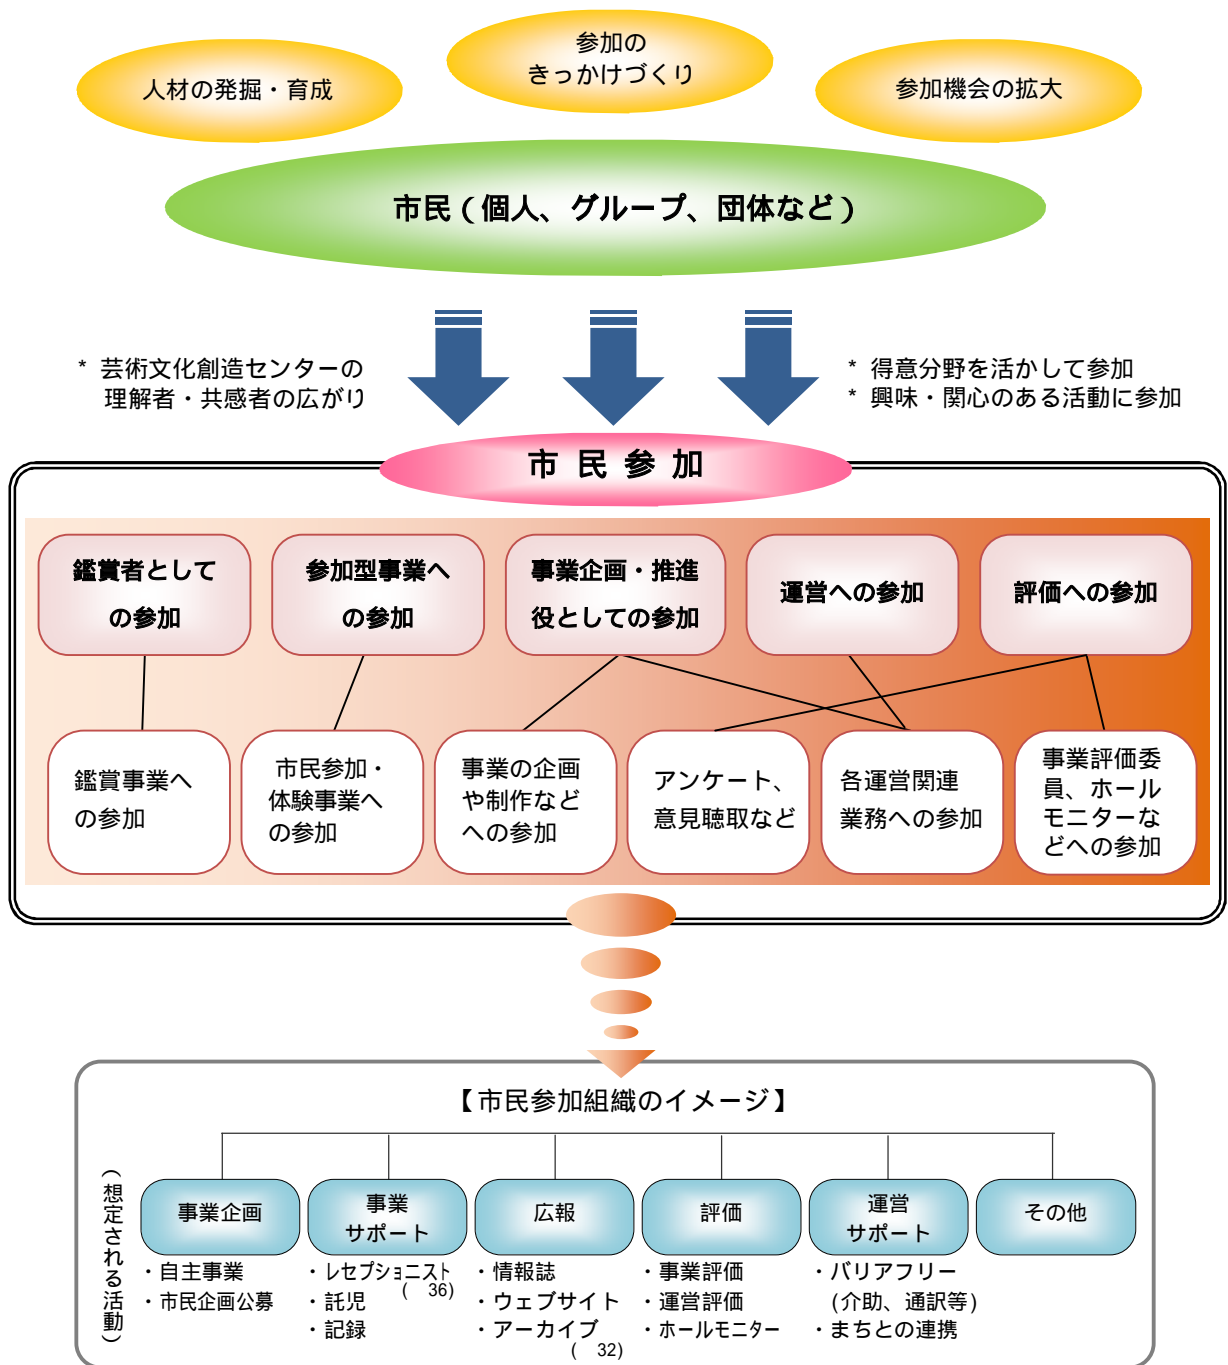 人材の発掘・育成
参加の
きっかけづくり
参加機会の拡大
市民（個人、グループ、団体など）
* 芸術文化創造センターの
理解者・共感者の広がり
* 得意分野を活かして参加
* 興味・関心のある活動に参加
市民参加
鑑賞者として
の参加
参加型事業へ
の参加
事業企画・推進
役としての参加
運営への参加
評価への参加
鑑賞事業へ
の参加
市民参加・
体験事業へ
の参加
事業の企画
や制作など
への参加
アンケート、
意見聴取など
各運営関連
業務への参加
事業評価委
員、ホール
モニターな
どへの参加
【市民参加組織のイメージ】
（想定される活動）
事業企画
・自主事業
・市民企画公募
事業
サポート
・レセプショニスト
( 36)
・託児
・記録
広報
・情報誌
・ウェブサイト
・アーカイブ
( 32)
評価
・事業評価
・運営評価
・ホールモニター
運営
サポート
・バリアフリー
(介助、通訳等)
・まちとの連携
その他